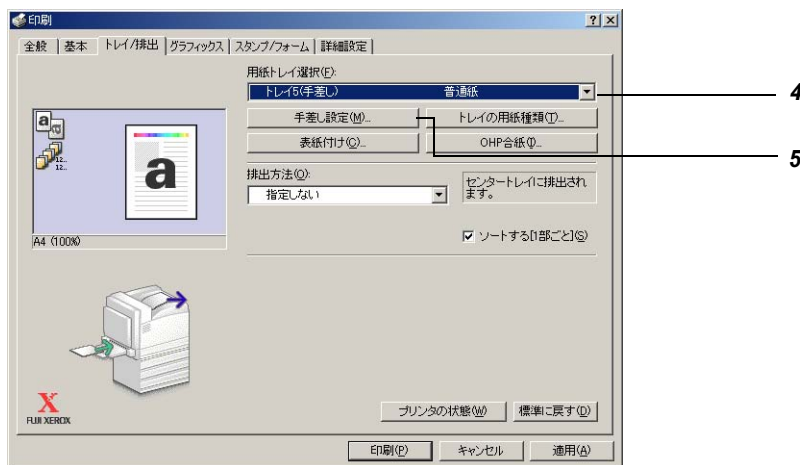 印刷
全般 基本 トレイ/排出 グラフィックス スタンプ/フォーム 詳細設定
用紙トレイ選択(F):
トレイ5(手差し) 普通紙
4
手差し設定(M)... トレイの用紙種類(T)...
5
表紙付け(C)... OHP合紙(I)...
排出方法(O):
指定しない
センタートレイに排出され
ます。
ソートする[1部ごと](S)
a
a
12..
12..
a
A4 (100%)
X
FUJI XEROX
プリンタの状態(W) 標準に戻す(D)
印刷(P) キャンセル 適用(A)